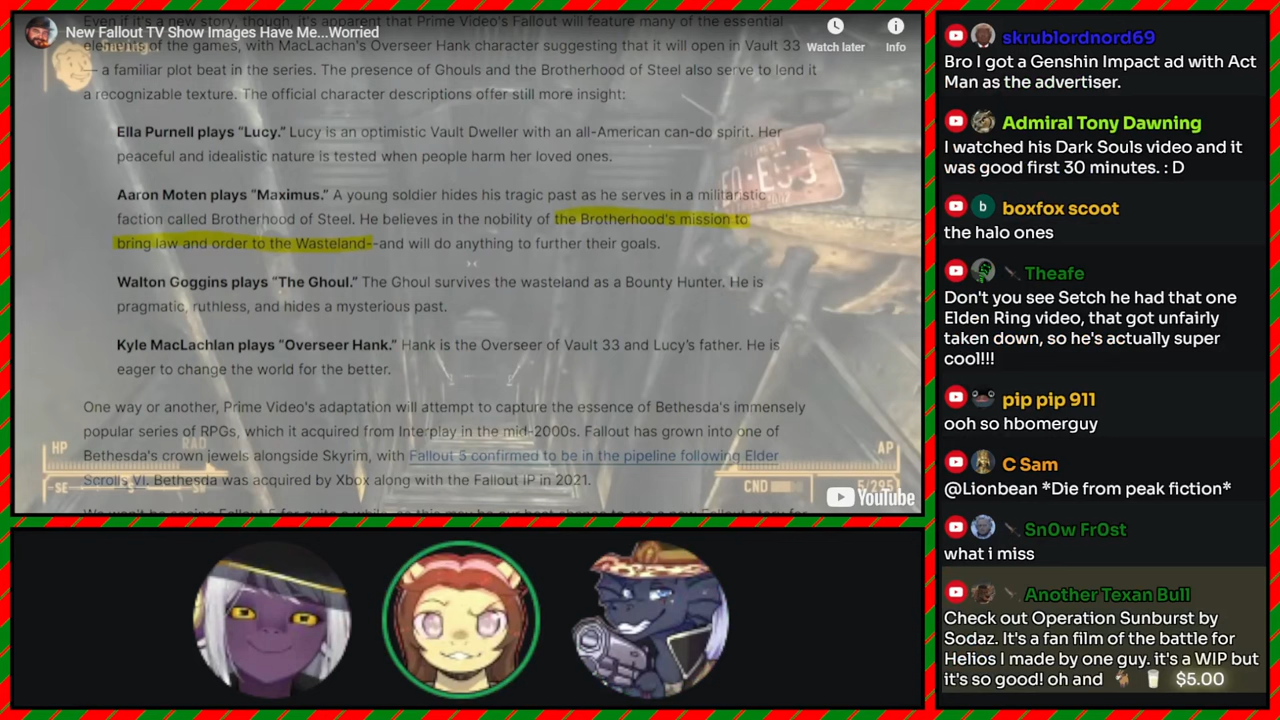 Even if it's a new story, though, it's apparent that Prime Video's Fallout will feature many of the essential
New Fallout TV Show Images Have Me...Worried
Watch later
Info
elements of the games, with MacLachan's Overseer Hank character suggesting that it will open in Vault 33
— a familiar plot beat in the series. The presence of Ghouls and the Brotherhood of Steel also serve to lend it
a recognizable texture. The official character descriptions offer still more insight:
Ella Purnell plays “Lucy.” Lucy is an optimistic Vault Dweller with an all-American can-do spirit. Her
peaceful and idealistic nature is tested when people harm her loved ones.
Aaron Moten plays “Maximus.” A young soldier hides his tragic past as he serves in a militaristic
faction called Brotherhood of Steel. He believes in the nobility of the Brotherhood’s mission to
bring law and order to the Wasteland--and will do anything to further their goals.
Walton Goggins plays “The Ghoul.” The Ghoul survives the wasteland as a Bounty Hunter. He is
pragmatic, ruthless, and hides a mysterious past.
Kyle MacLachlan plays “Overseer Hank.” Hank is the Overseer of Vault 33 and Lucy’s father. He is
eager to change the world for the better.
One way or another, Prime Video's adaptation will attempt to capture the essence of Bethesda's immensely
popular series of RPGs, which it acquired from Interplay in the mid-2000s. Fallout has grown into one of
Bethesda's crown jewels alongside Skyrim, with Fallout 5 confirmed to be in the pipeline following Elder
Scrolls VI. Bethesda was acquired by Xbox along with the Fallout IP in 2021.
HP
RAD
AP
CND
5/295
YouTube
skrublordnord69
Bro I got a Genshin Impact ad with Act
Man as the advertiser.
Admiral Tony Dawning
I watched his Dark Souls video and it
was good first 30 minutes. : D
b
boxfox scoot
the halo ones
Theafe
Don't you see Setch he had that one
Elden Ring video, that got unfairly
taken down, so he's actually super
cool!!!
pip pip 911
ooh so hbomerguy
C Sam
@Lionbean *Die from peak fiction*
Sn0w Fr0st
what i miss
Another Texan Bull
Check out Operation Sunburst by
Sodaz. It's a fan film of the battle for
Helios I made by one guy. it's a WIP but
it's so good! oh and 🐐 🥛 $5.00